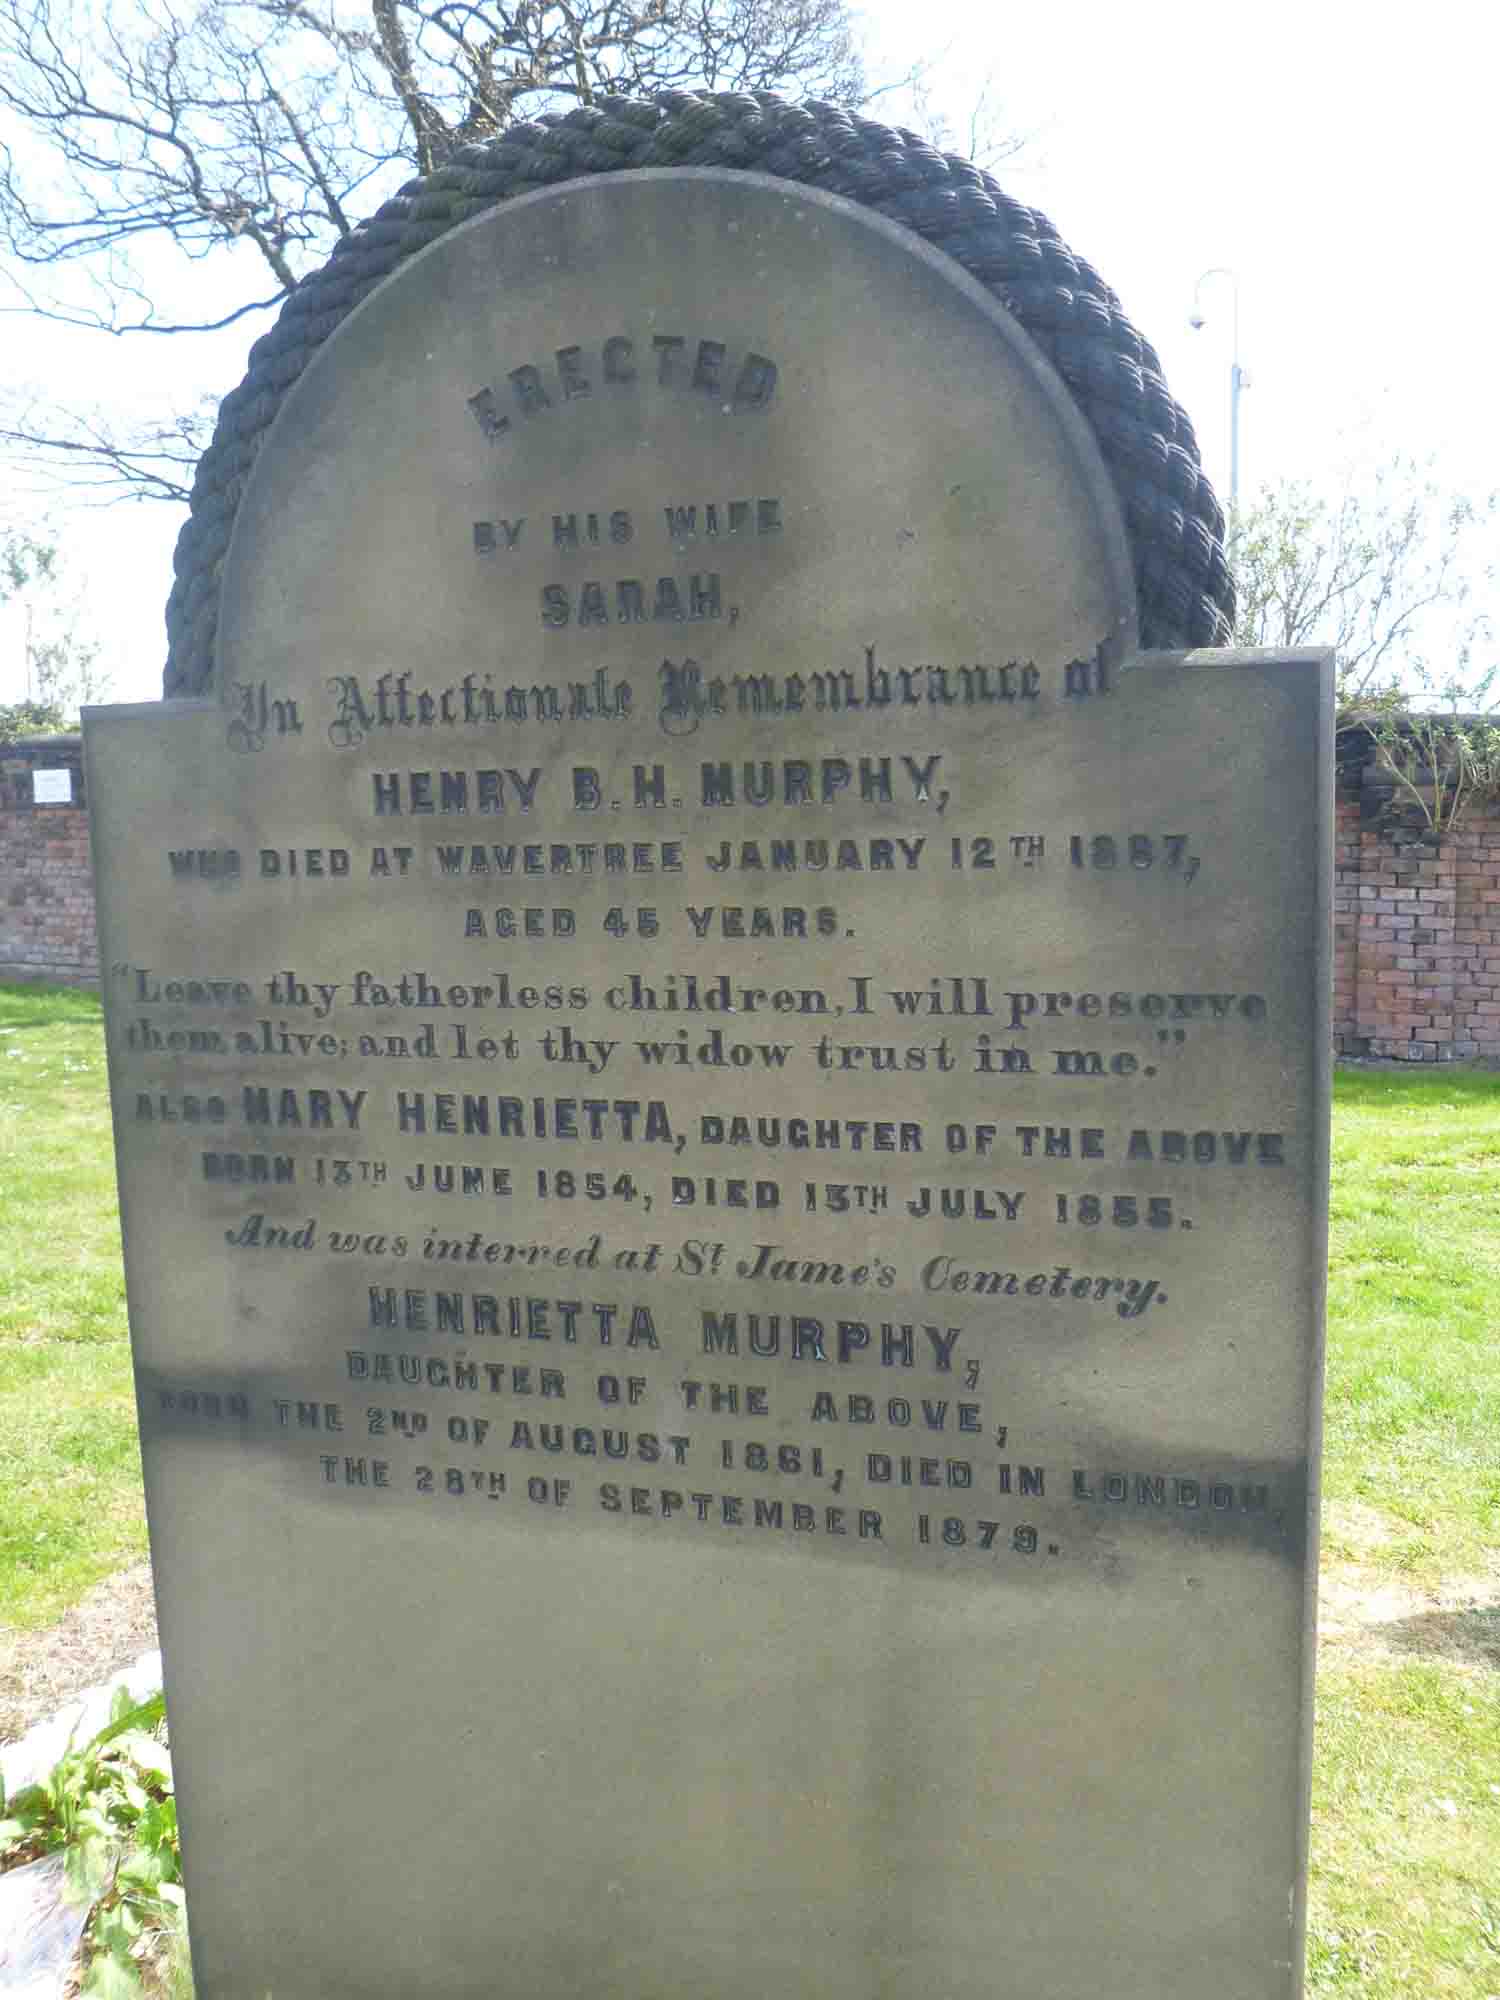 ERECTED
BY HIS WIFE
SARAH,
In Affectionate Remembrance of
HENRY B. H. MURPHY,
WHO DIED AT WAVERTREE JANUARY 12TH 1867,
AGED 45 YEARS.
"Leave thy fatherless children, I will preserve
them alive; and let thy widow trust in me."
ALSO MARY HENRIETTA, DAUGHTER OF THE ABOVE
BORN 13TH JUNE 1854, DIED 13TH JULY 1855.
And was interred at St. Jame's Cemetery.
HENRIETTA MURPHY,
DAUGHTER OF THE ABOVE,
BORN THE 2ND OF AUGUST 1861, DIED IN LONDON,
THE 28TH OF SEPTEMBER 1879.